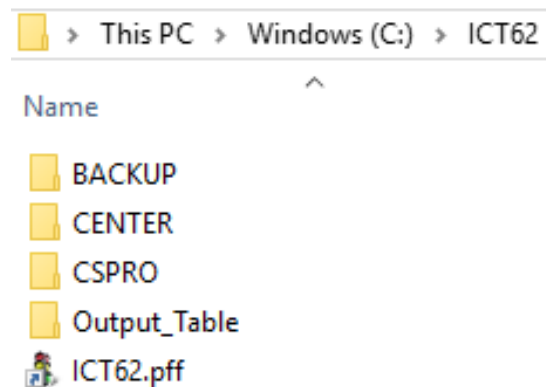 This PC > Windows (C:) > ICT62
Name
BACKUP
CENTER
CSPRO
Output_Table
ICT62.pff